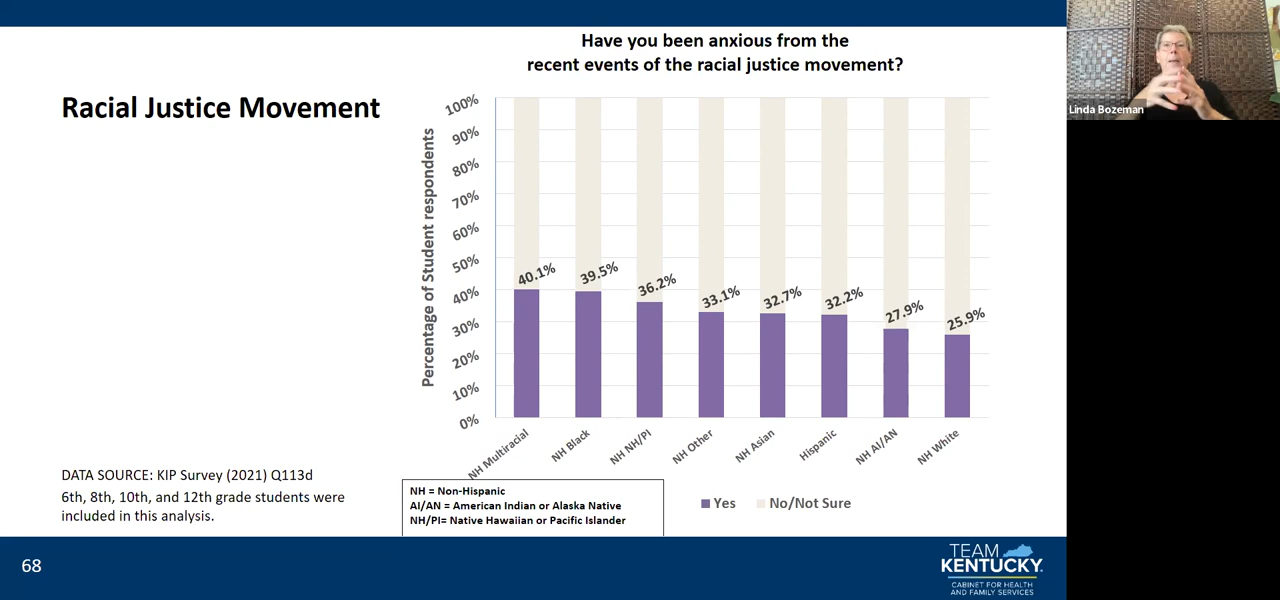 Have you been anxious from the
recent events of the racial justice movement?
Racial Justice Movement
Percentage of Student respondents
100%
90%
80%
70%
60%
50%
40%
30%
20%
10%
0%
40.1%
39.5%
36.2%
33.1%
32.7%
32.2%
27.9%
25.9%
NH Multiracial
NH Black
NH NH/PI
NH Other
NH Asian
Hispanic
NH AI/AN
NH White
Yes
No/Not Sure
NH = Non-Hispanic
AI/AN = American Indian or Alaska Native
NH/PI= Native Hawaiian or Pacific Islander
DATA SOURCE: KIP Survey (2021) Q113d
6th, 8th, 10th, and 12th grade students were
included in this analysis.
68
TEAM
KENTUCKY.
CABINET FOR HEALTH
AND FAMILY SERVICES
Linda Bozeman